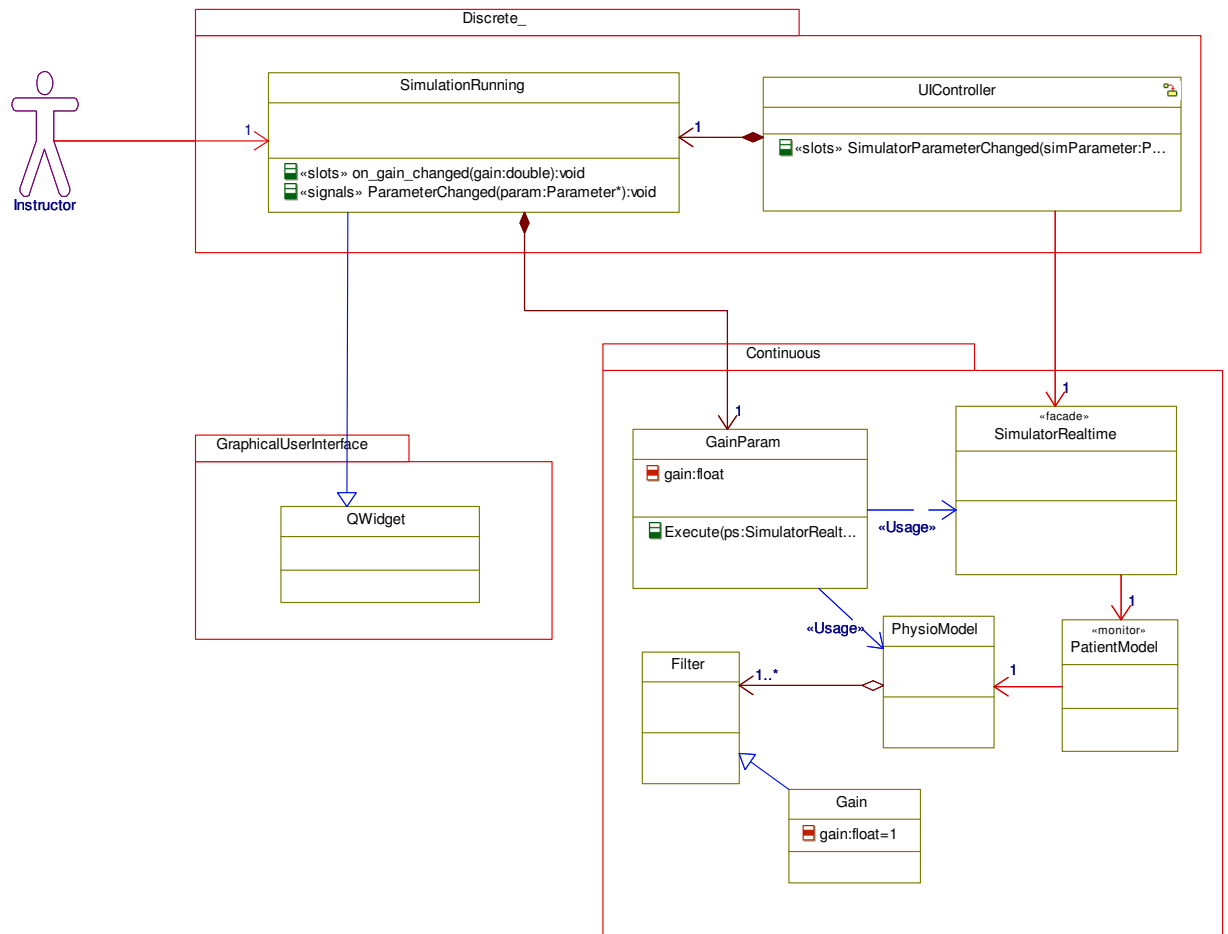 Discrete_
SimulationRunning
UIController
1
1
«slots» SimulatorParameterChanged(simParameter:P...
«slots» on_gain_changed(gain:double):void
«signals» ParameterChanged(param:Parameter*):void
Instructor
Continuous
1
1
«facade»
SimulatorRealtime
GraphicalUserInterface
GainParam
gain:float
QWidget
«Usage»
Execute(ps:SimulatorRealt...
1
«Usage»
PhysioModel
«monitor»
PatientModel
Filter
1..*
1
Gain
gain:float=1